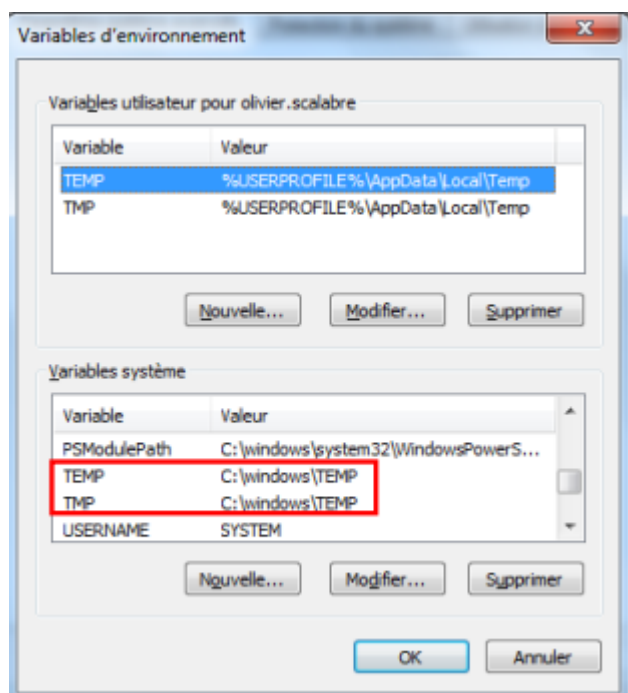 Variables d'environnement
Variables utilisateur pour olivier.scalabre
Variable Valeur
TEMP %USERPROFILE%\AppData\Local\Temp
TMP %USERPROFILE%\AppData\Local\Temp
Nouvelle... Modifier... Supprimer
Variables système
Variable Valeur
PSModulePath C:\windows\system32\WindowsPowerS...
TEMP C:\windows\TEMP
TMP C:\windows\TEMP
USERNAME SYSTEM
Nouvelle... Modifier... Supprimer
OK Annuler